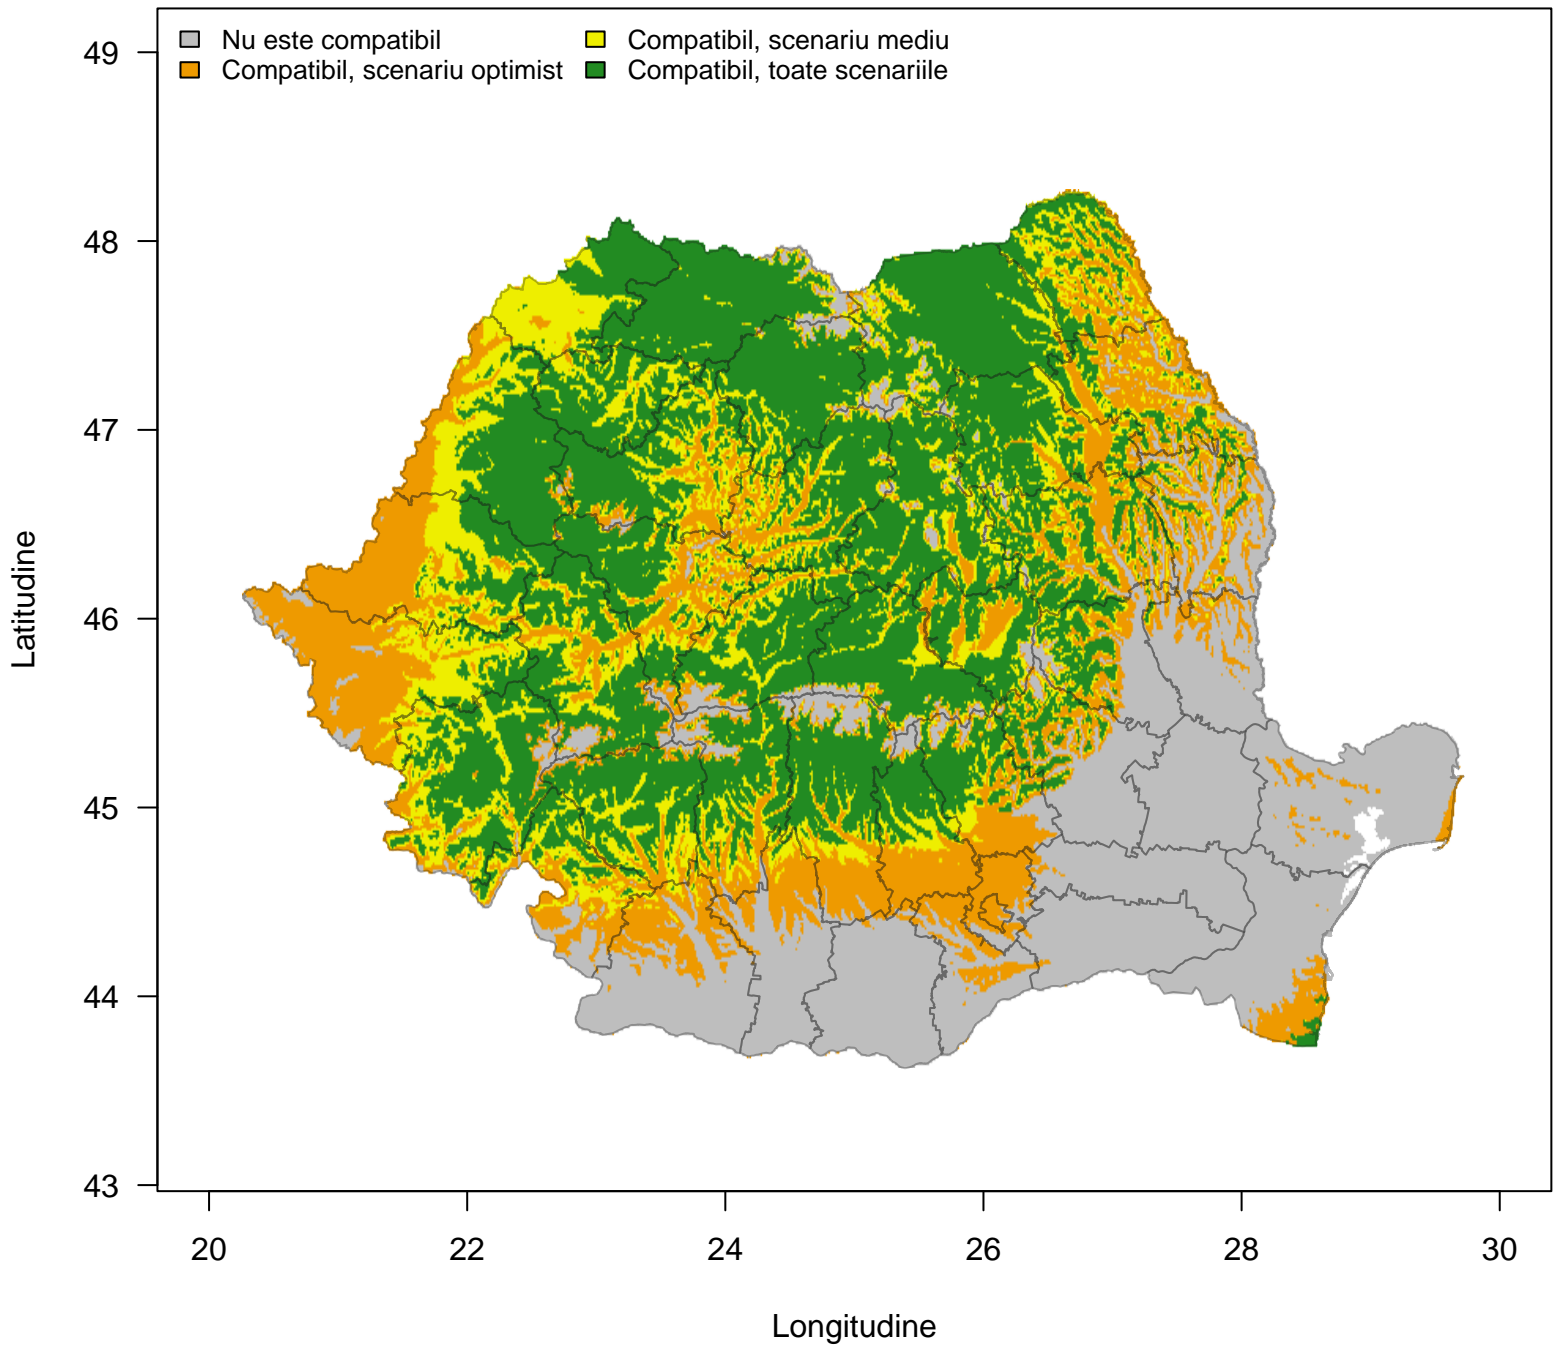 Nu este compatibil
Compatibil, scenariu optimist
Compatibil, scenariu mediu
Compatibil, toate scenariile
49
48
47
46
45
44
43
Latitudine
20 22 24 26 28 30
Longitudine